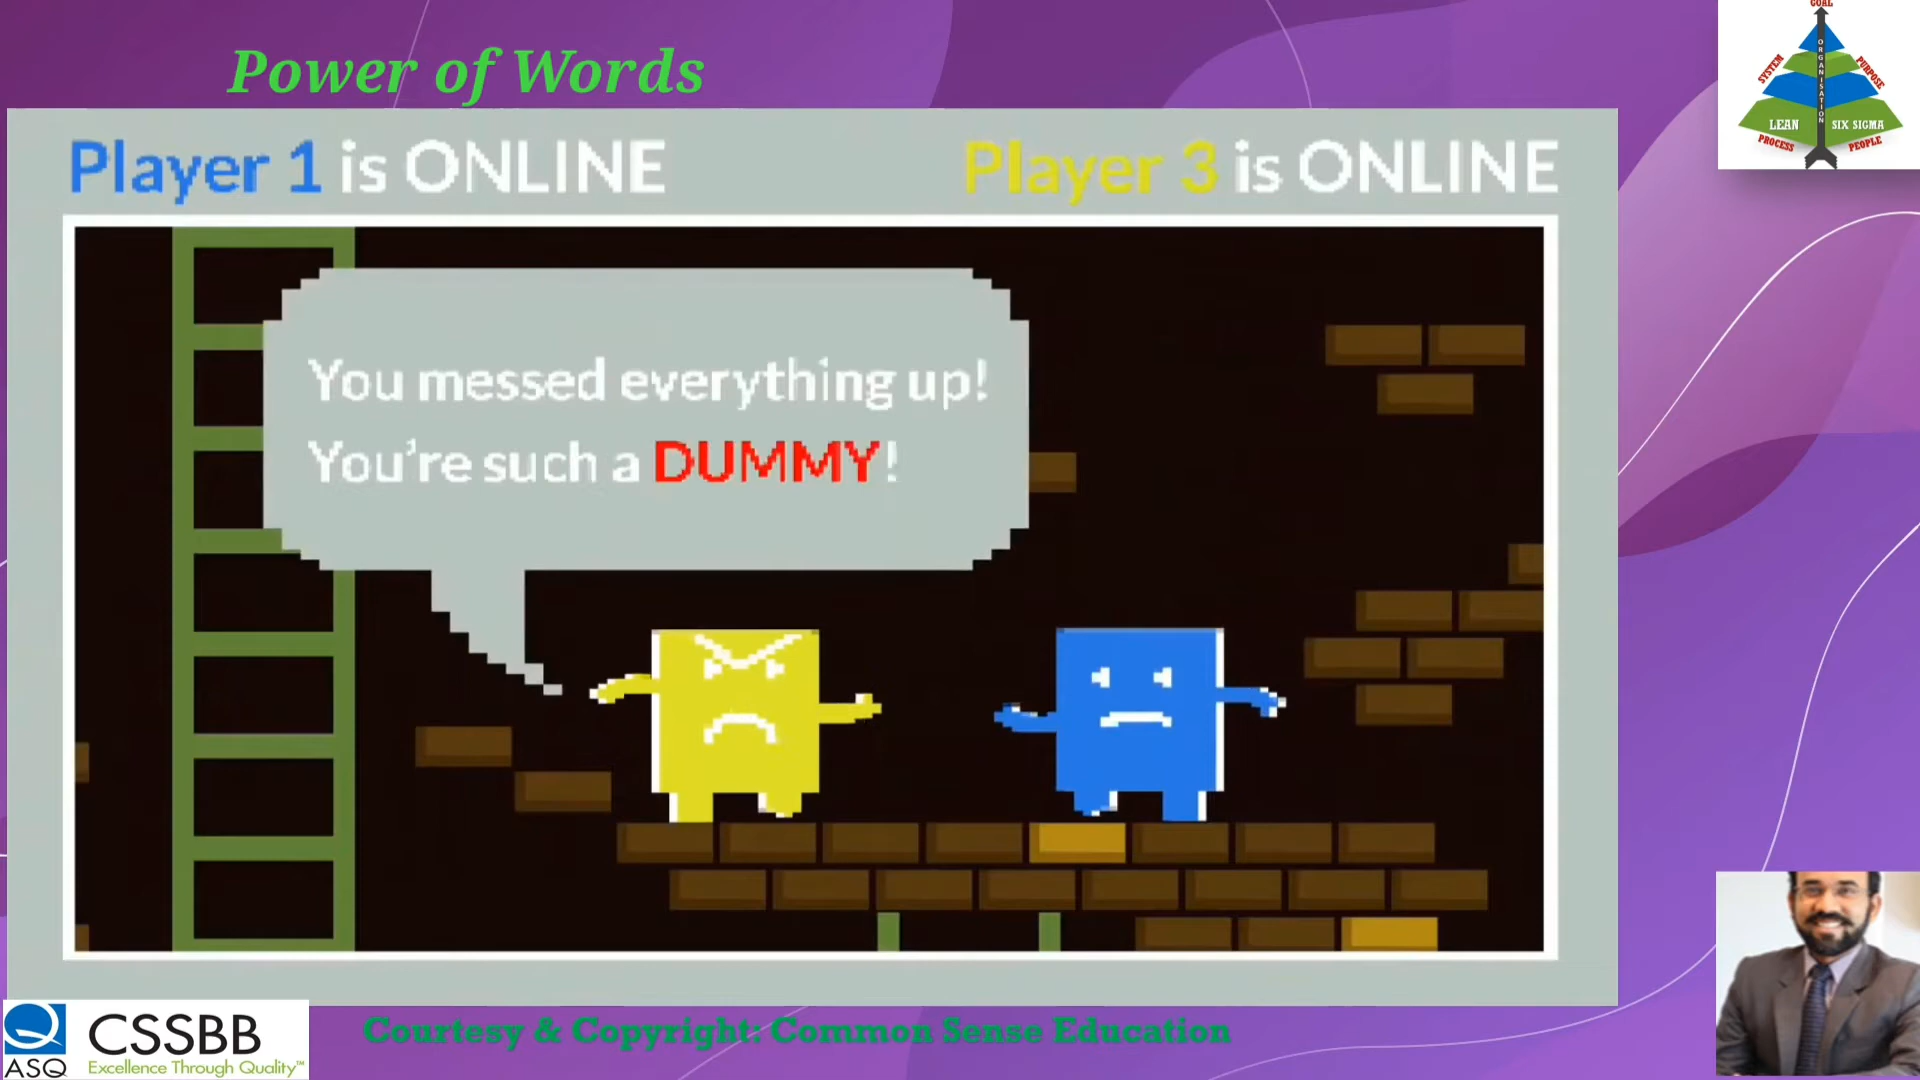 Power of Words
Player 1 is ONLINE
Player 3 is ONLINE
You messed everything up!
You're such a DUMMY!
GOAL
ORGANISATION
SYSTEM
PURPOSE
LEAN
SIX SIGMA
PROCESS
PEOPLE
ASQ
CSSBB
Excellence Through Quality™
Courtesy & Copyright: Common Sense Education